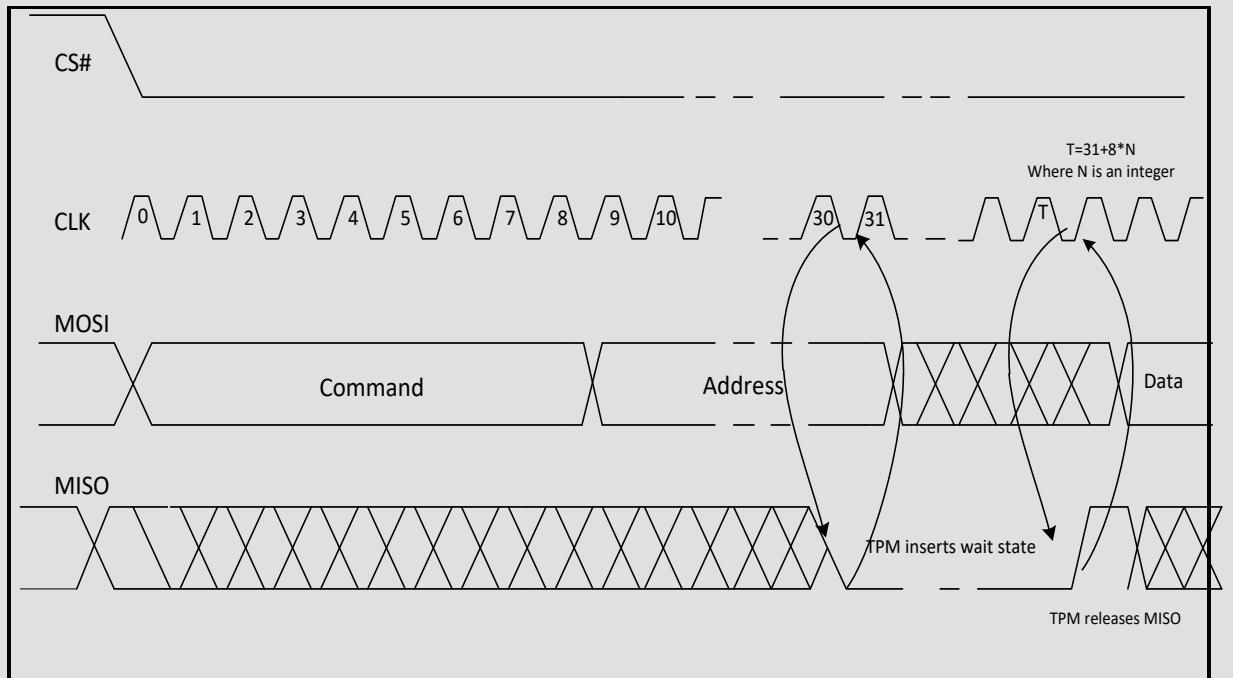 CS#
T=31+8*N
Where N is an integer
CLK
0 1 2 3 4 5 6 7 8 9 10 30 31 T
MOSI
Command Address Data
MISO
TPM inserts wait state
TPM releases MISO